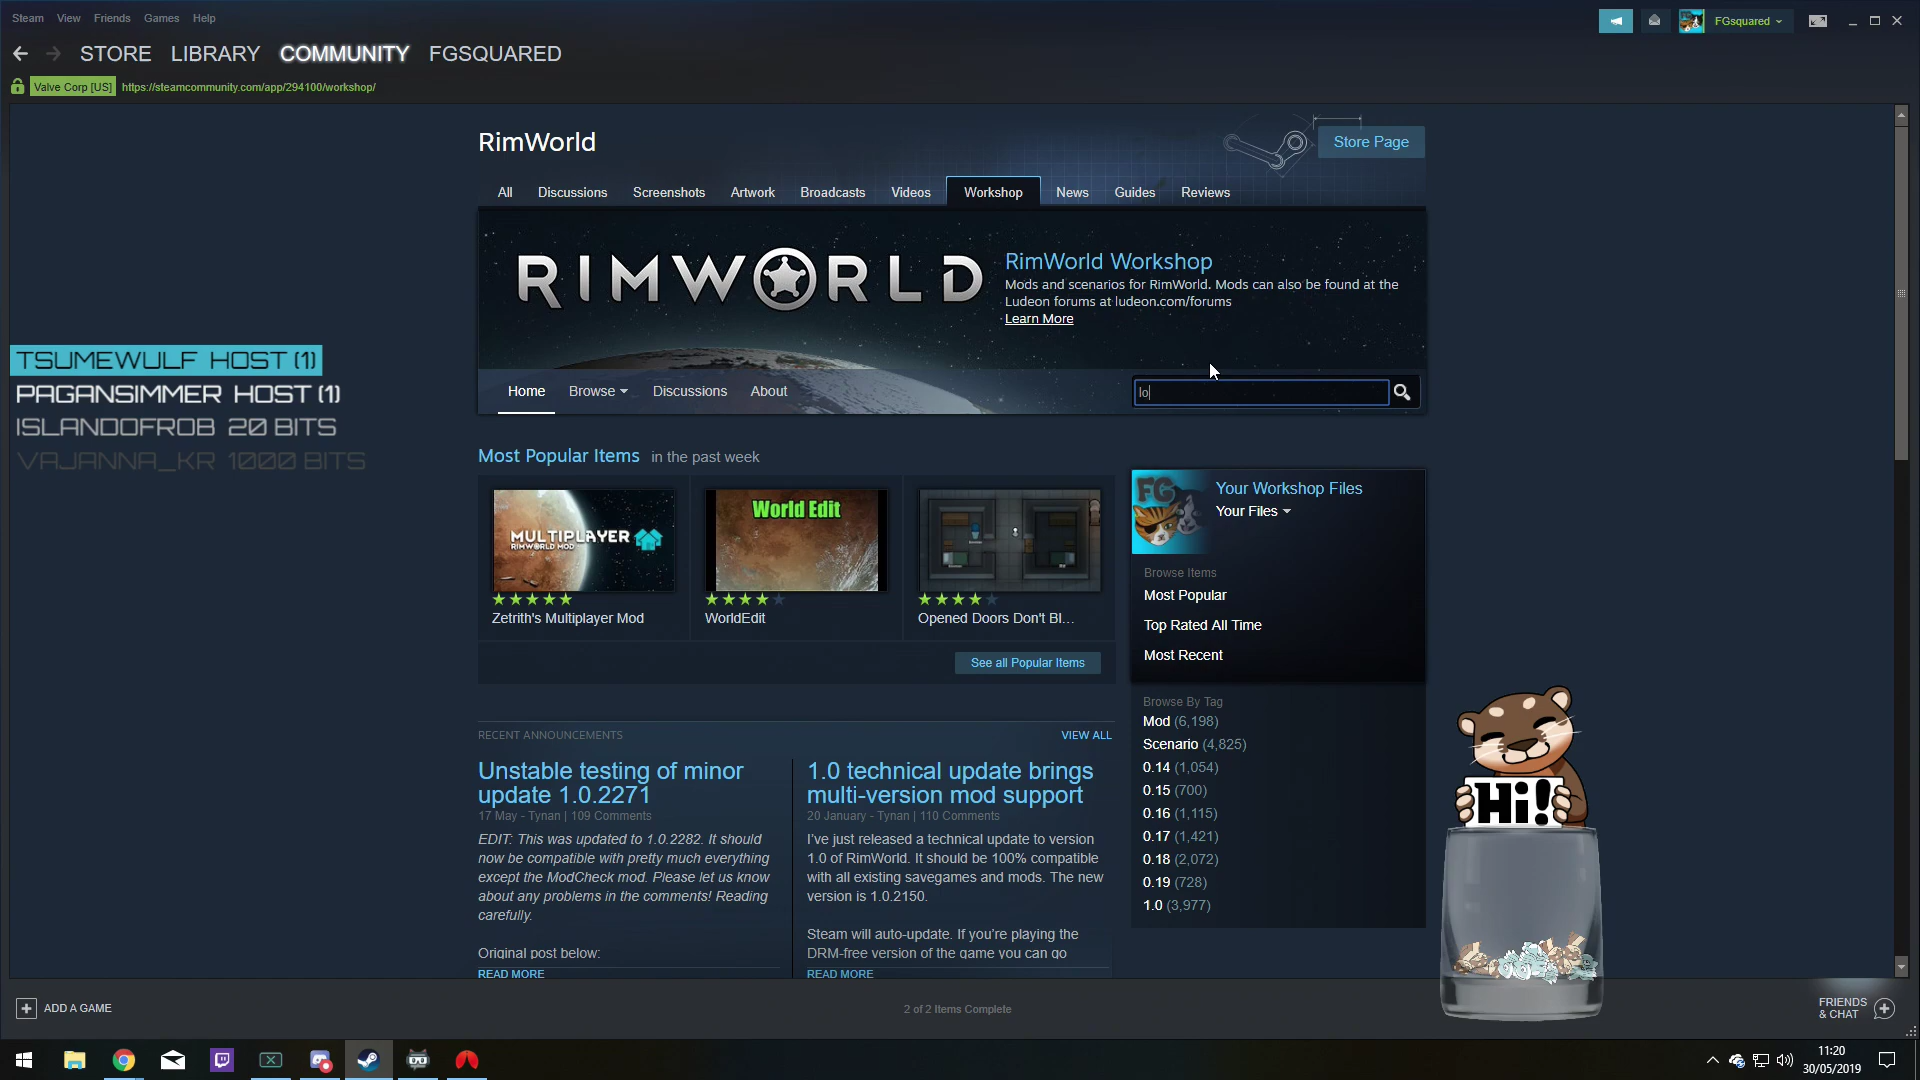 Steam View Friends Games Help
FGsquared
STORE LIBRARY COMMUNITY FGSQUARED
Valve Corp [US] https://steamcommunity.com/app/294100/workshop/
RimWorld
Store Page
All Discussions Screenshots Artwork Broadcasts Videos Workshop News Guides Reviews
RIMWORLD
RimWorld Workshop
Mods and scenarios for RimWorld. Mods can also be found at the
Ludeon forums at ludeon.com/forums
Learn More
TSUMEWULF HOST (1)
PAGANSIMMER HOST (1)
ISLANDOFROB 20 BITS
VAJANNA_KR 1000 BITS
Home Browse Discussions About
lo
Most Popular Items in the past week
MULTIPLAYER
RIMWORLD MOD
World Edit
Zetrith's Multiplayer Mod
WorldEdit
Opened Doors Don't Bl...
See all Popular Items
FG
Your Workshop Files
Your Files
Browse Items
Most Popular
Top Rated All Time
Most Recent
Browse By Tag
Mod (6,198)
Scenario (4,825)
0.14 (1,054)
0.15 (700)
0.16 (1,115)
0.17 (1,421)
0.18 (2,072)
0.19 (728)
1.0 (3,977)
RECENT ANNOUNCEMENTS
VIEW ALL
Unstable testing of minor
update 1.0.2271
17 May - Tynan | 109 Comments
EDIT: This was updated to 1.0.2282. It should
now be compatible with pretty much everything
except the ModCheck mod. Please let us know
about any problems in the comments! Reading
carefully.
Original post below:
READ MORE
1.0 technical update brings
multi-version mod support
20 January - Tynan | 110 Comments
I've just released a technical update to version
1.0 of RimWorld. It should be 100% compatible
with all existing savegames and mods. The new
version is 1.0.2150.
Steam will auto-update. If you're playing the
DRM-free version of the game you can go
READ MORE
Hi!
ADD A GAME
2 of 2 Items Complete
FRIENDS
& CHAT
11:20
30/05/2019